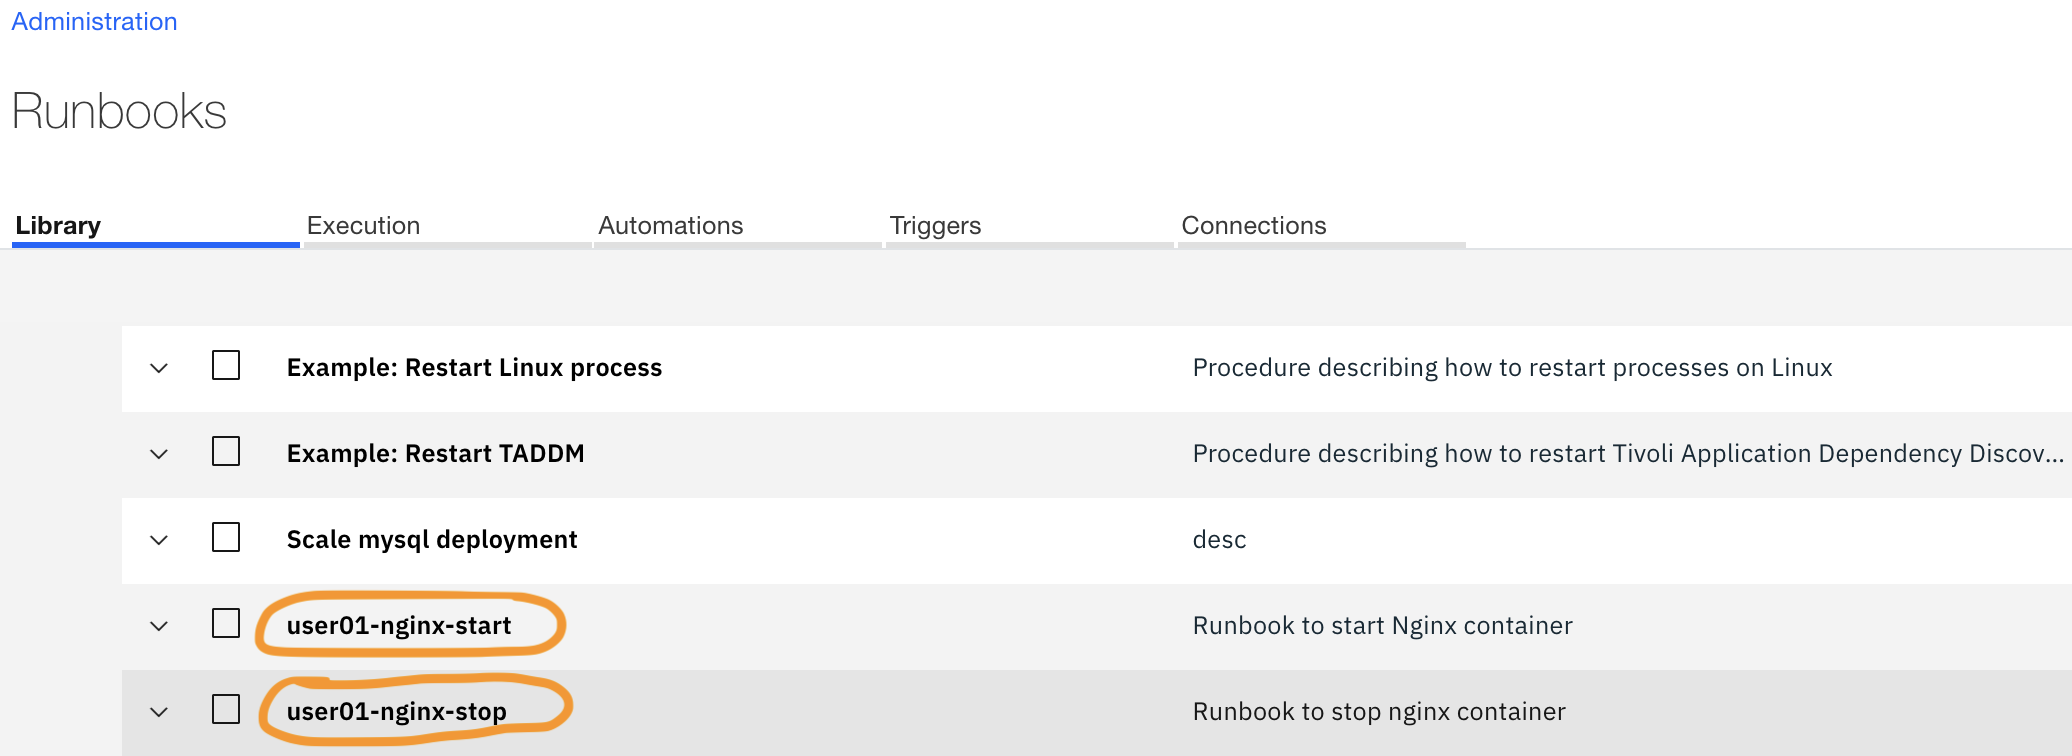 Administration
Runbooks
Library Execution Automations Triggers Connections
Example: Restart Linux process Procedure describing how to restart processes on Linux
Example: Restart TADDM Procedure describing how to restart Tivoli Application Dependency Discov...
Scale mysql deployment desc
user01-nginx-start Runbook to start Nginx container
user01-nginx-stop Runbook to stop nginx container